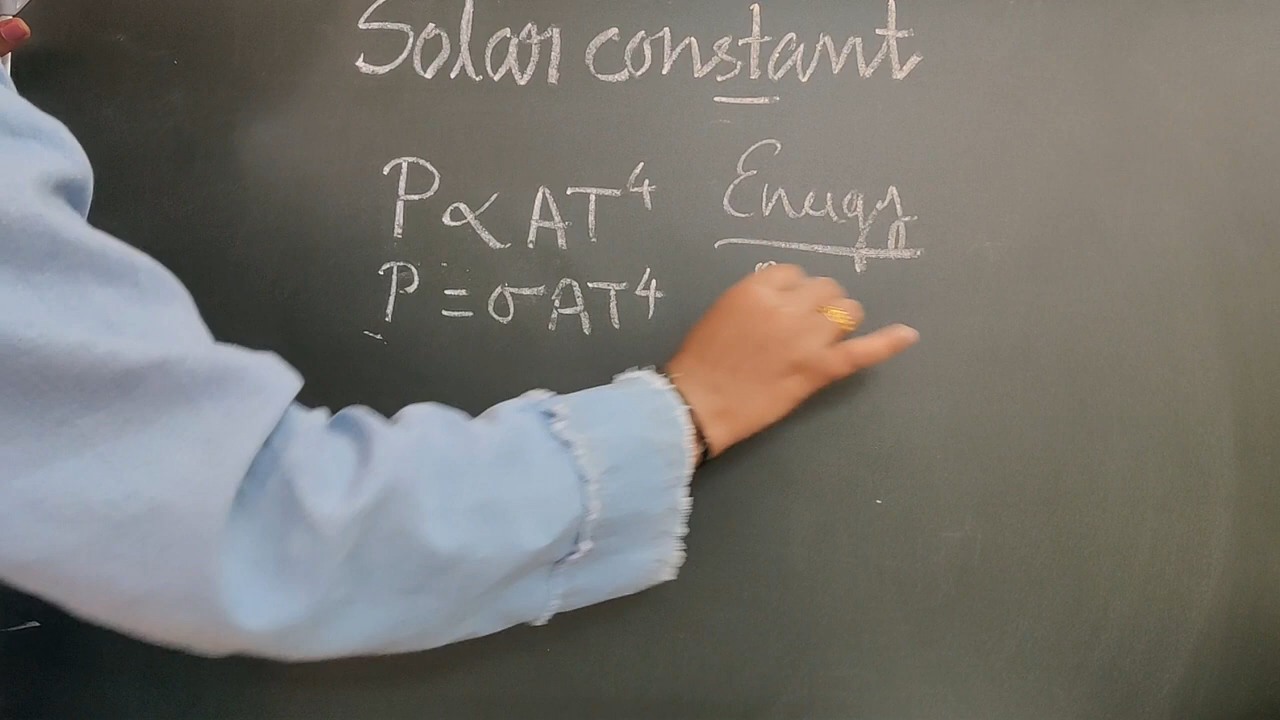 Solar constant
P ∝ AT⁴ Energy
P = σAT⁴